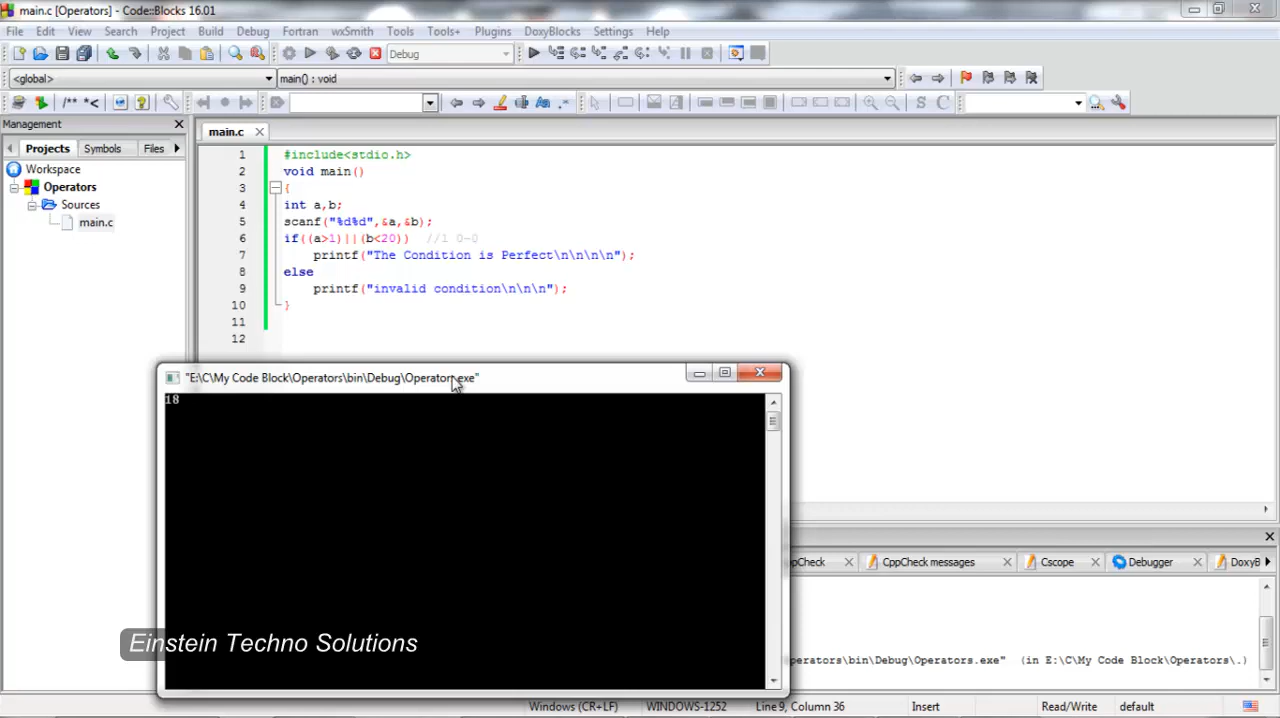 main.c [Operators] - Code::Blocks 16.01
File Edit View Search Project Build Debug Fortran wxSmith Tools Tools+ Plugins DoxyBlocks Settings Help
Debug
<global> main() : void
/** *<
S C
Management
main.c
Projects Symbols Files
Workspace
Operators
Sources
main.c
1 #include<stdio.h>
2 void main()
3 {
4 int a,b;
5 scanf("%d%d",&a,&b);
6 if((a>1)||(b<20)) //1 0~0
7 printf("The Condition is Perfect\n\n\n\n");
8 else
9 printf("invalid condition\n\n\n");
10 }
11
12
"E:\C\My Code Block\Operators\bin\Debug\Operators.exe"
18
ppCheck CppCheck messages Cscope Debugger DoxyB
perators\bin\Debug\Operators.exe" (in E:\C\My Code Block\Operators\.)
Einstein Techno Solutions
Windows (CR+LF) WINDOWS-1252 Line 9, Column 36 Insert Read/Write default